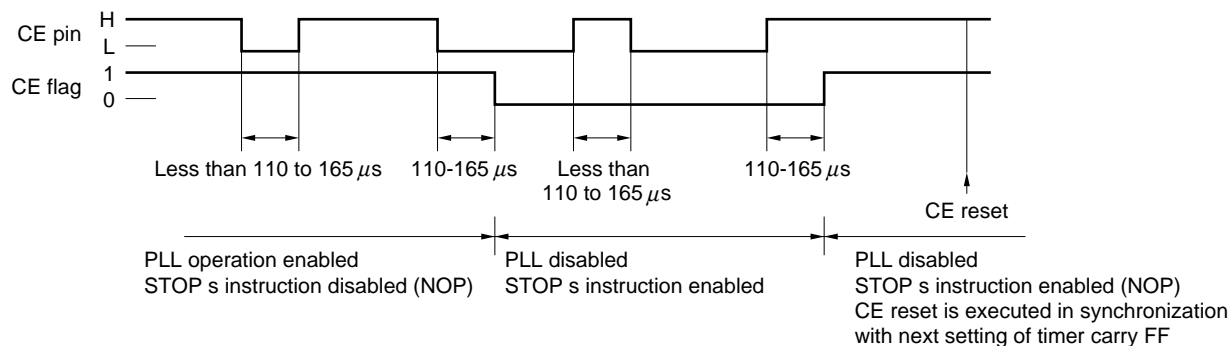 CE pin
H
L
CE flag
1
0
Less than 110 to 165 μs
110-165 μs
Less than
110 to 165 μs
110-165 μs
CE reset
PLL operation enabled
STOP s instruction disabled (NOP)
PLL disabled
STOP s instruction enabled
PLL disabled
STOP s instruction enabled (NOP)
CE reset is executed in synchronization
with next setting of timer carry FF